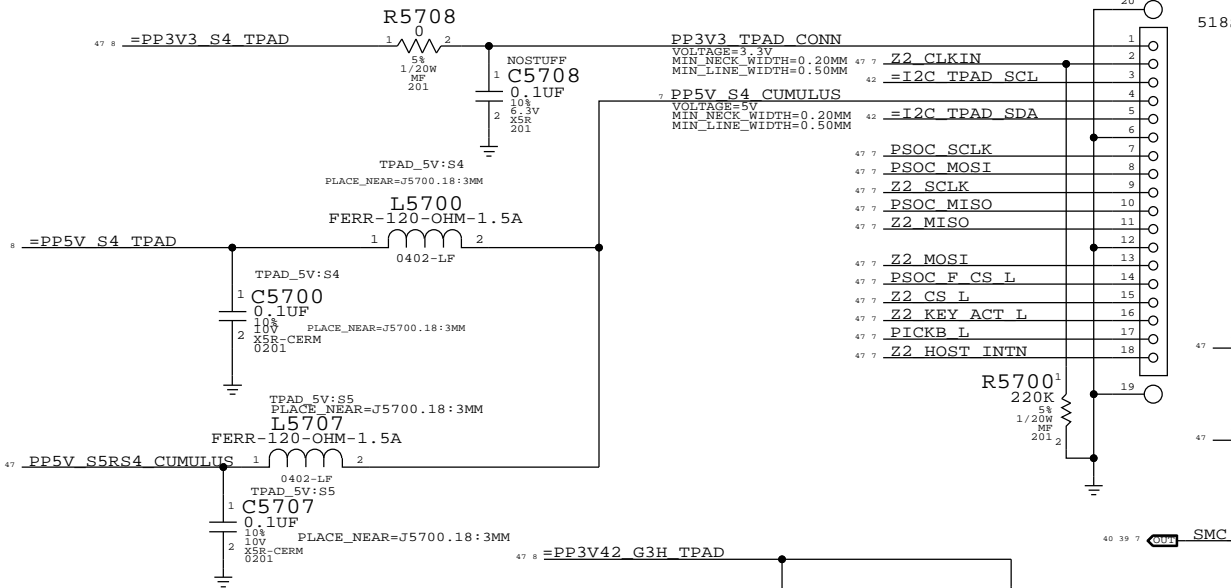 20
518
R5708
0
47 8 =PP3V3_S4_TPAD 1 2
5%
1/20W
MF
201
NOSTUFF
1 C5708
0.1UF
10%
6.3V
X5R
2 201
PP3V3_TPAD_CONN 1
VOLTAGE=3.3V
MIN_NECK_WIDTH=0.20MM
MIN_LINE_WIDTH=0.50MM
47 7 Z2_CLKIN 2
42 =I2C_TPAD_SCL 3
7 PP5V_S4_CUMULUS 4
VOLTAGE=5V
MIN_NECK_WIDTH=0.20MM
MIN_LINE_WIDTH=0.50MM
42 =I2C_TPAD_SDA 5
6
47 7 PSOC_SCLK 7
47 7 PSOC_MOSI 8
47 7 Z2_SCLK 9
47 7 PSOC_MISO 10
47 7 Z2_MISO 11
12
47 7 Z2_MOSI 13
47 7 PSOC_F_CS_L 14
47 7 Z2_CS_L 15
47 7 Z2_KEY_ACT_L 16
47 7 PICKB_L 17
47 7 Z2_HOST_INTN 18
19
TPAD_5V:S4
PLACE_NEAR=J5700.18:3MM
L5700
FERR-120-OHM-1.5A
8 =PP5V_S4_TPAD 1 2
0402-LF
TPAD_5V:S4
1 C5700
0.1UF
10%
10V PLACE_NEAR=J5700.18:3MM
2 X5R-CERM
0201
R5700 1
220K
5%
1/20W
MF
201 2
47
47
TPAD_5V:S5
PLACE_NEAR=J5700.18:3MM
L5707
FERR-120-OHM-1.5A
47 PP5V_S5RS4_CUMULUS 1 2
0402-LF
TPAD_5V:S5
1 C5707
0.1UF
10%
10V PLACE_NEAR=J5700.18:3MM
2 X5R-CERM
0201
47 8 =PP3V42_G3H_TPAD
40 39 7 OUT SMC